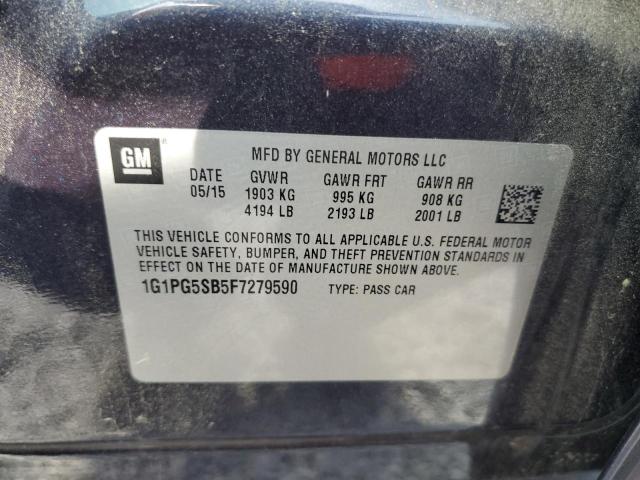 GM
MFD BY GENERAL MOTORS LLC
DATE GVWR GAWR FRT GAWR RR
05/15 1903 KG 995 KG 908 KG
4194 LB 2193 LB 2001 LB
THIS VEHICLE CONFORMS TO ALL APPLICABLE U.S. FEDERAL MOTOR
VEHICLE SAFETY, BUMPER, AND THEFT PREVENTION STANDARDS IN
EFFECT ON THE DATE OF MANUFACTURE SHOWN ABOVE.
1G1PG5SB5F7279590 TYPE: PASS CAR